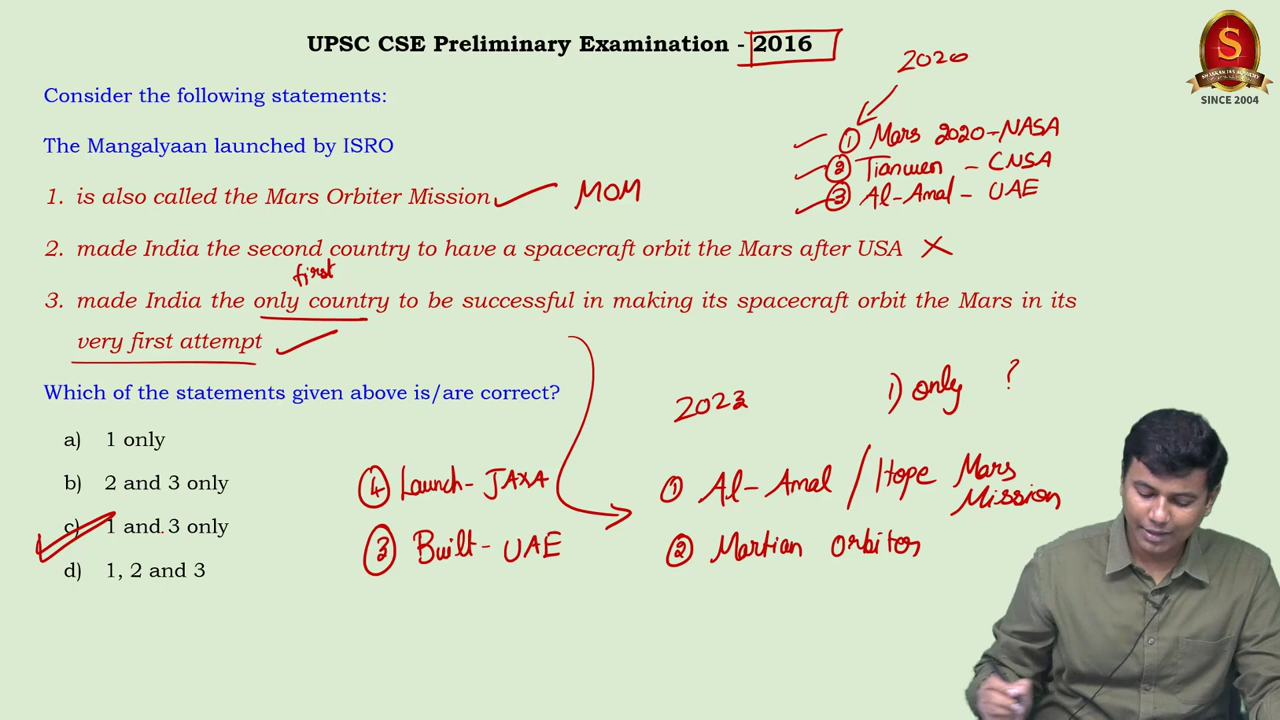 UPSC CSE Preliminary Examination - 2016
2020
S
SINCE 2004
Consider the following statements:
① Mars 2020-NASA
The Mangalyaan launched by ISRO
② Tianwen - CNSA
③ Al-Amal - UAE
1. is also called the Mars Orbiter Mission MOM
2. made India the second country to have a spacecraft orbit the Mars after USA
first
3. made India the only country to be successful in making its spacecraft orbit the Mars in its
very first attempt
Which of the statements given above is/are correct?
2023
1) only ?
a) 1 only
b) 2 and 3 only
c) 1 and 3 only
d) 1, 2 and 3
④ Launch - JAXA
③ Built - UAE
① Al-Amal / Hope Mars
Mission
② Martian orbiter